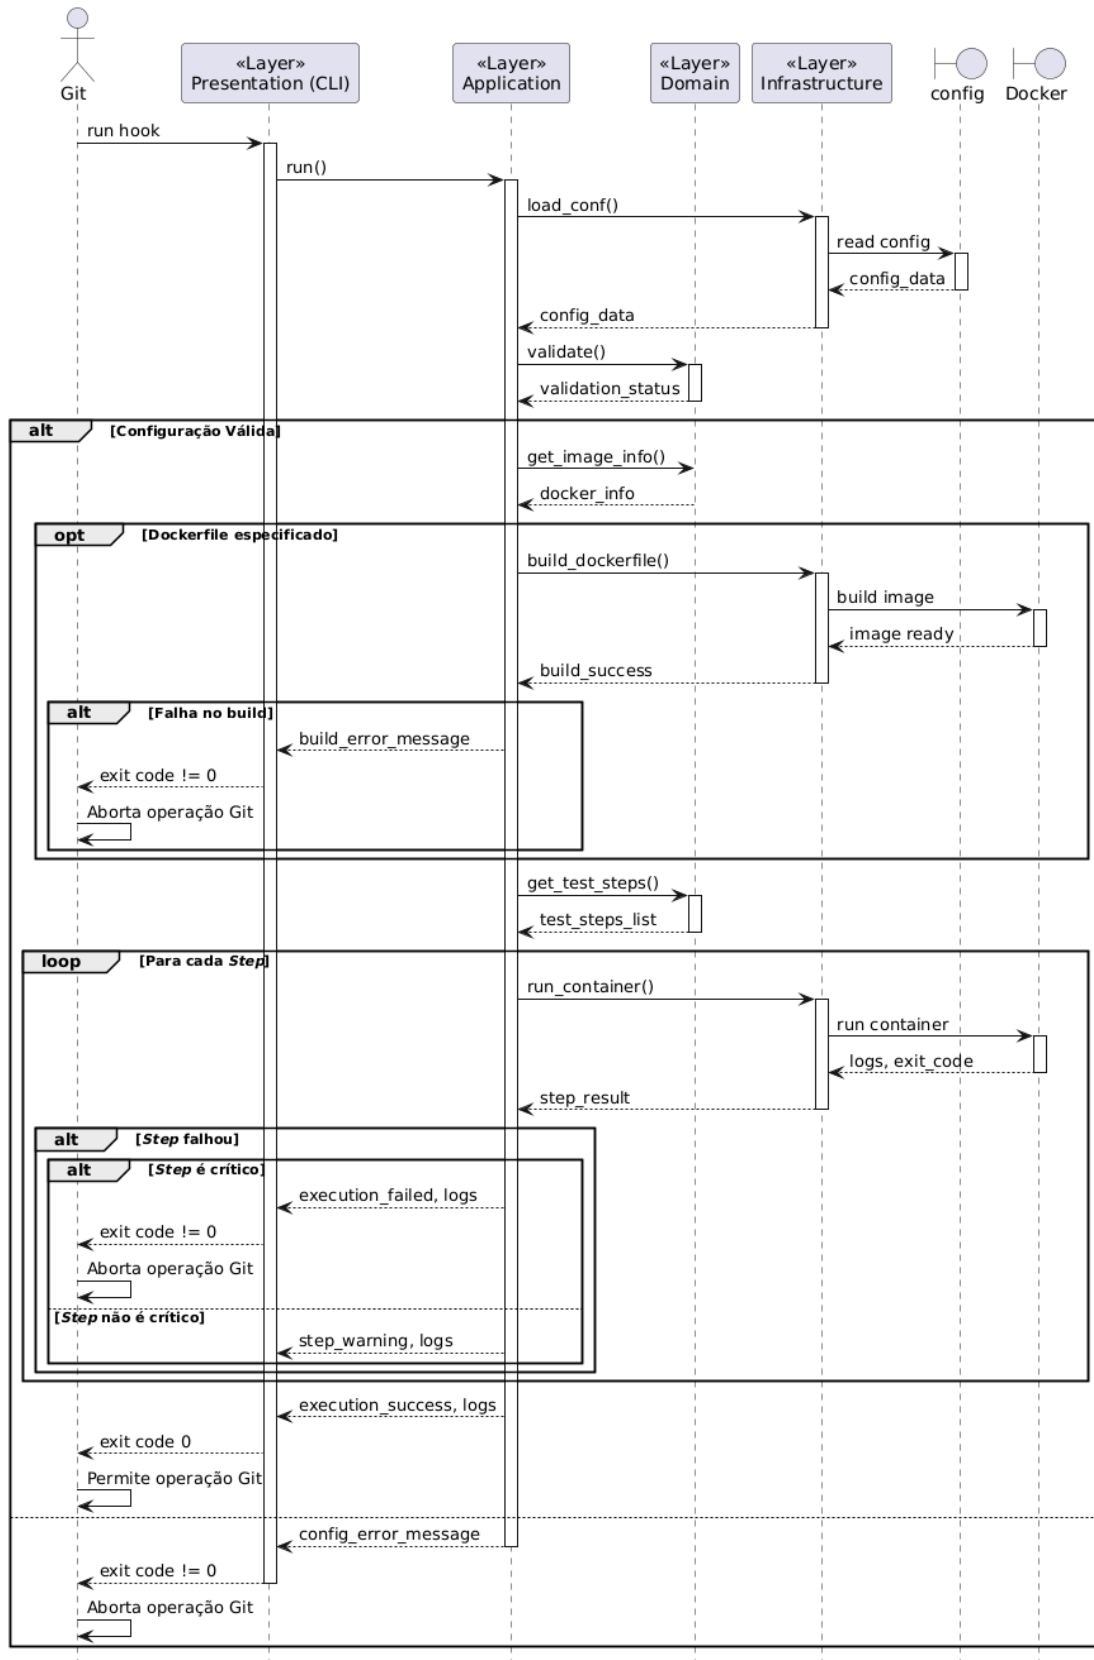 Git
«Layer»
Presentation (CLI)
«Layer»
Application
«Layer»
Domain
«Layer»
Infrastructure
config
Docker
run hook
run()
load_conf()
read config
config_data
config_data
validate()
validation_status
alt [Configuração Válida]
get_image_info()
docker_info
opt [Dockerfile especificado]
build_dockerfile()
build image
image ready
build_success
alt [Falha no build]
build_error_message
exit code != 0
Aborta operação Git
get_test_steps()
test_steps_list
loop [Para cada Step]
run_container()
run container
logs, exit_code
step_result
alt [Step falhou]
alt [Step é crítico]
execution_failed, logs
exit code != 0
Aborta operação Git
[Step não é crítico]
step_warning, logs
execution_success, logs
exit code 0
Permite operação Git
config_error_message
exit code != 0
Aborta operação Git